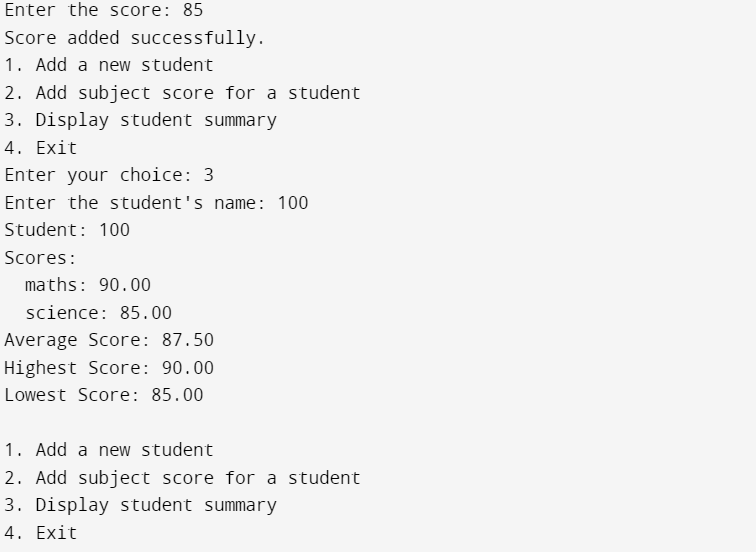 Enter the score: 85
Score added successfully.
1. Add a new student
2. Add subject score for a student
3. Display student summary
4. Exit
Enter your choice: 3
Enter the student's name: 100
Student: 100
Scores:
  maths: 90.00
  science: 85.00
Average Score: 87.50
Highest Score: 90.00
Lowest Score: 85.00

1. Add a new student
2. Add subject score for a student
3. Display student summary
4. Exit